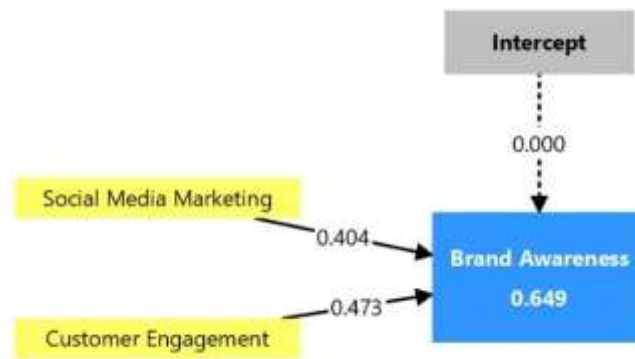 Intercept
0.000
Social Media Marketing
0.404
Brand Awareness
0.649
0.473
Customer Engagement